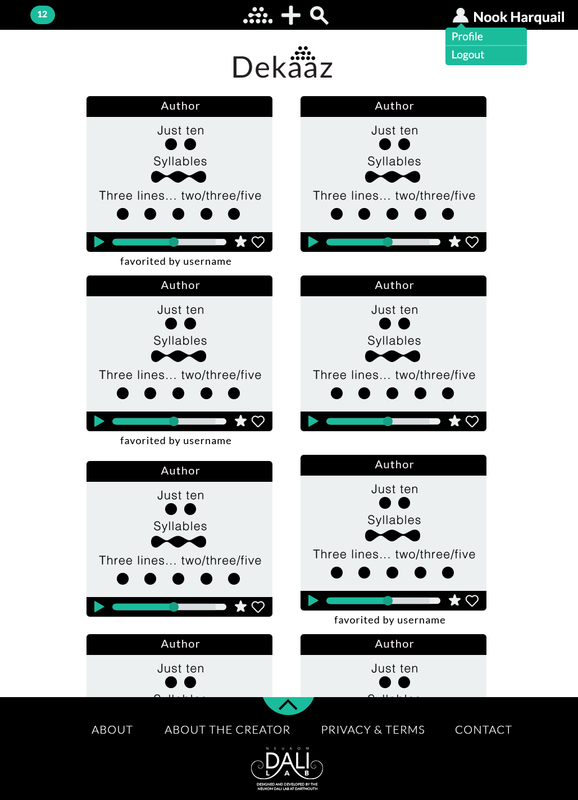 12
Nook Harquail
Profile
Logout
Dekaaz
Author
Just ten
Syllables
Three lines... two/three/five
favorited by username
Author
Just ten
Syllables
Three lines... two/three/five
Author
Just ten
Syllables
Three lines... two/three/five
favorited by username
Author
Just ten
Syllables
Three lines... two/three/five
Author
Just ten
Syllables
Three lines... two/three/five
Author
Just ten
Syllables
Three lines... two/three/five
favorited by username
Author
Just ten
Syllables
Author
Just ten
Syllables
ABOUT
ABOUT THE CREATOR
PRIVACY & TERMS
CONTACT
NEUKOM
DALI
LAB
DESIGNED AND DEVELOPED BY THE
NEUKOM DALI LAB AT DARTMOUTH